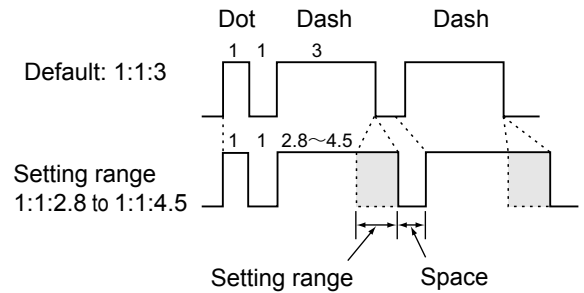 Dot Dash Dash
1 1 3
Default: 1:1:3
1 1 2.8～4.5
Setting range
1:1:2.8 to 1:1:4.5
Setting range Space